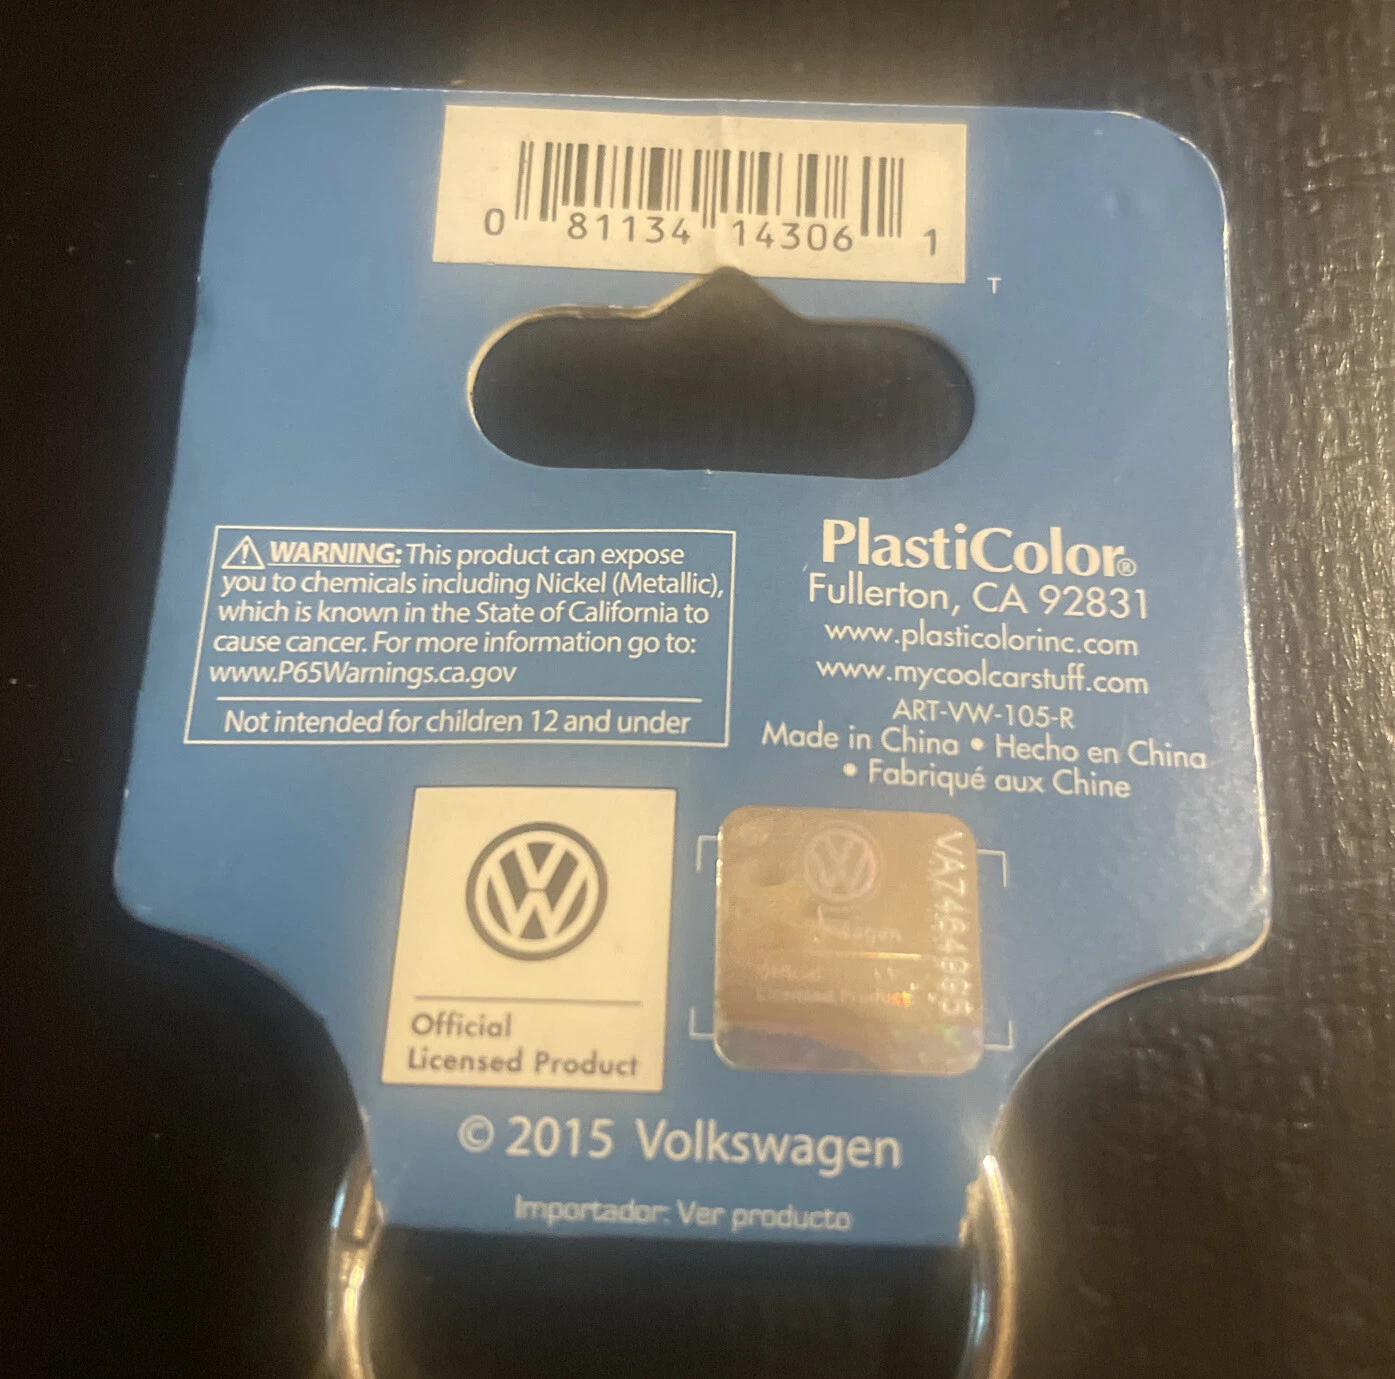 0 81134 14306 1
T
WARNING: This product can expose
you to chemicals including Nickel (Metallic),
which is known in the State of California to
cause cancer. For more information go to:
www.P65Warnings.ca.gov
Not intended for children 12 and under
PlastiColor®
Fullerton, CA 92831
www.plasticolorinc.com
www.mycoolcarstuff.com
ART-VW-105-R
Made in China • Hecho en China
• Fabriqué aux Chine
Official
Licensed Product
Official
Licensed Product
© 2015 Volkswagen
Importador: Ver producto